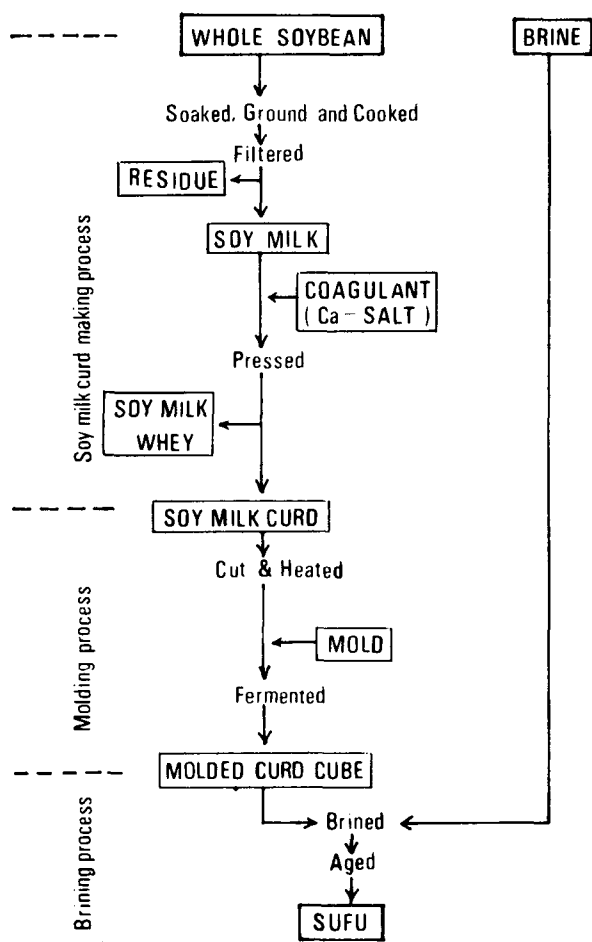 WHOLE SOYBEAN
BRINE
Soaked, Ground and Cooked
Filtered
RESIDUE
SOY MILK
COAGULANT
( Ca - SALT )
Pressed
SOY MILK
WHEY
Soy milk curd making process
SOY MILK CURD
Cut & Heated
MOLD
Fermented
Molding process
MOLDED CURD CUBE
Brined
Aged
SUFU
Brining process